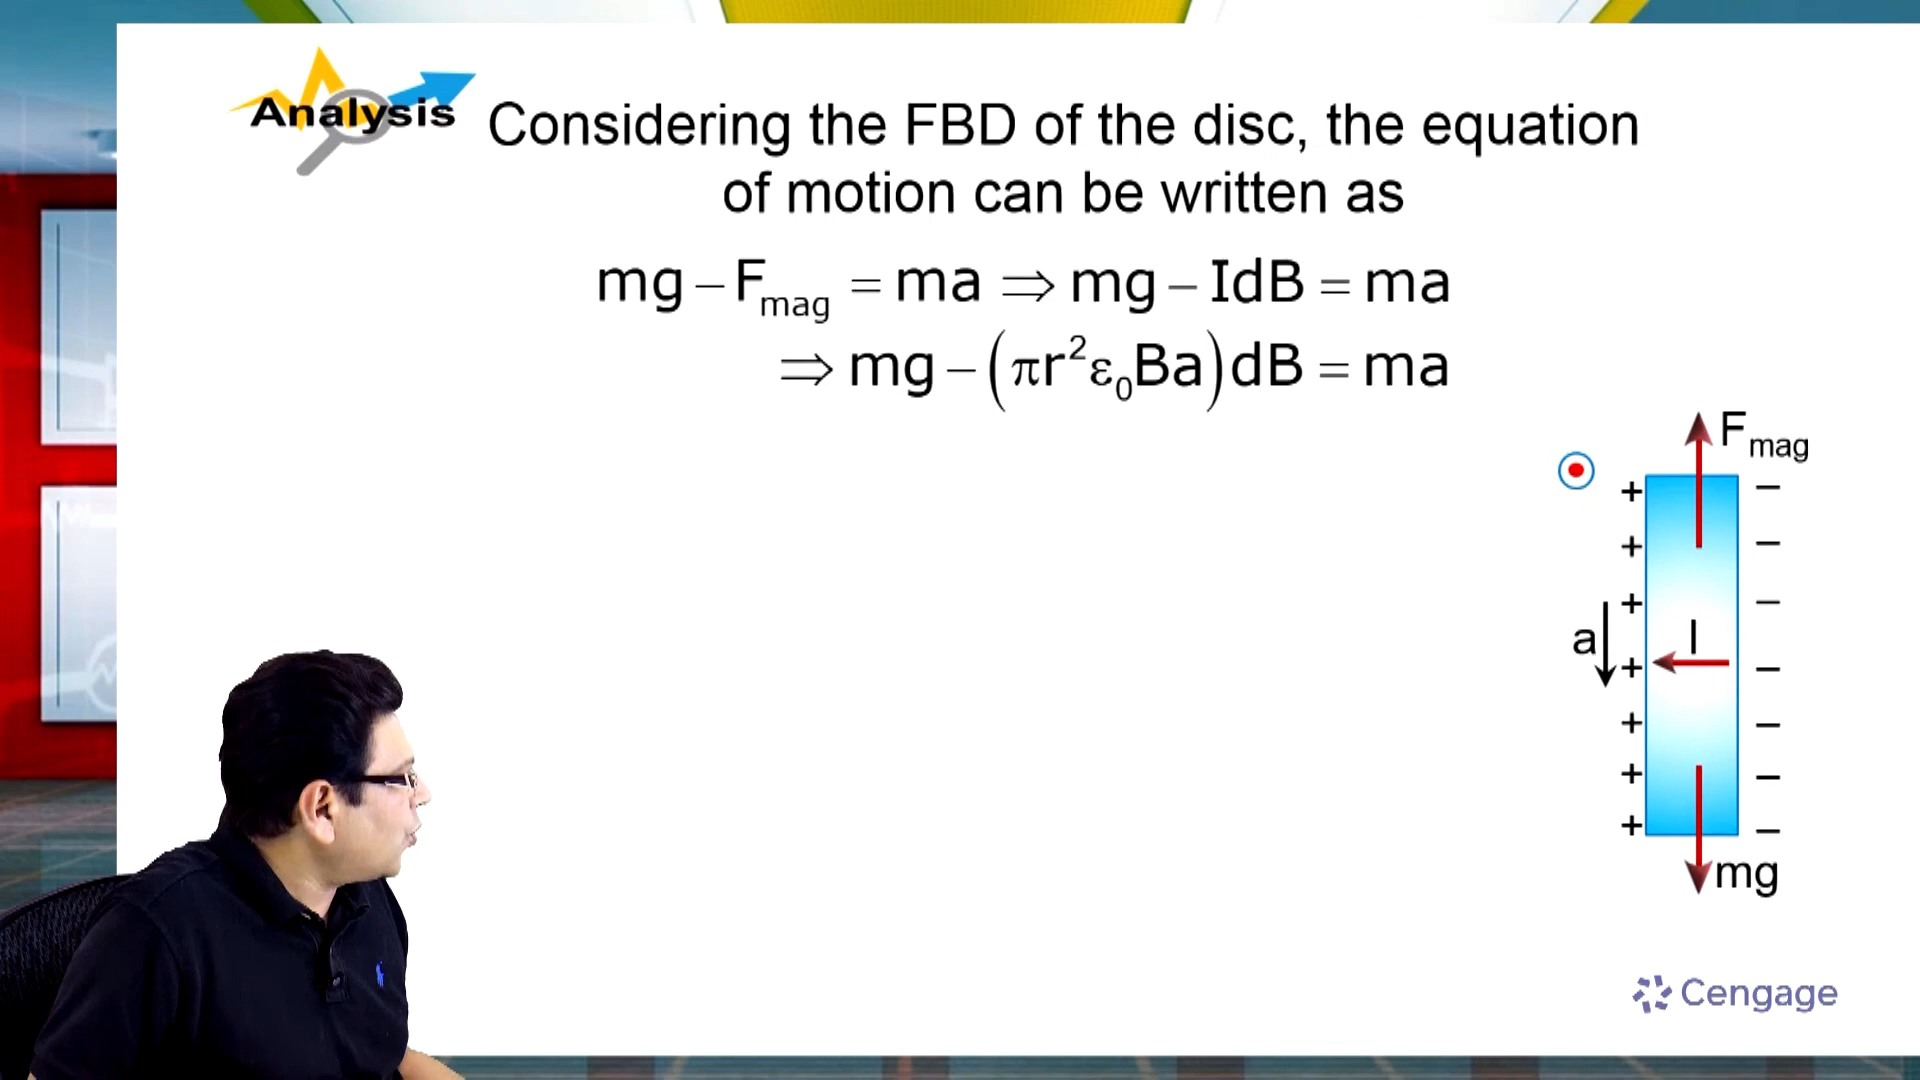 Analysis
Considering the FBD of the disc, the equation
of motion can be written as
mg – F_mag = ma ⇒ mg – IdB = ma
⇒ mg – (πr²ε₀Ba)dB = ma
F_mag
+ –
+ –
+ –
a I
+ –
+ –
+ –
+ –
mg
Cengage